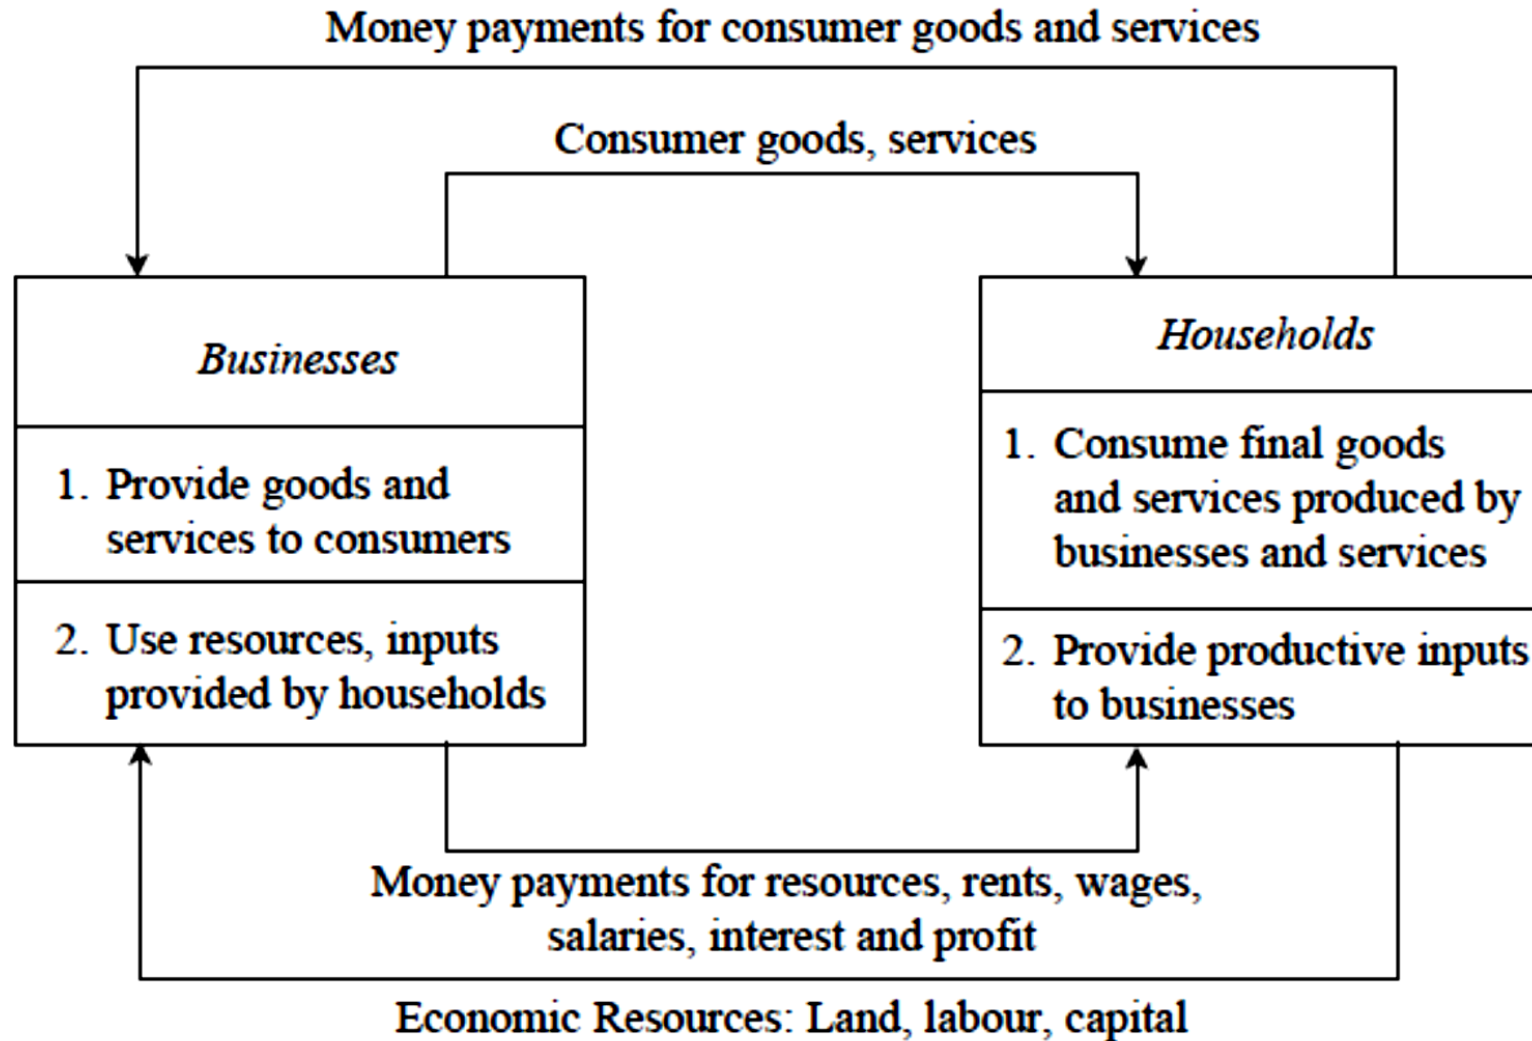 Money payments for consumer goods and services
Consumer goods, services
Businesses
1. Provide goods and
services to consumers
2. Use resources, inputs
provided by households
Households
1. Consume final goods
and services produced by
businesses and services
2. Provide productive inputs
to businesses
Money payments for resources, rents, wages,
salaries, interest and profit
Economic Resources: Land, labour, capital